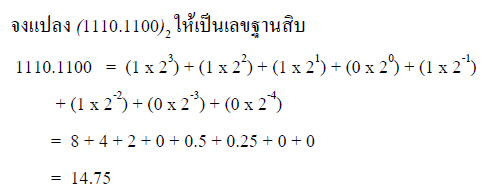 จงแปลง (1110.1100)₂ ให้เป็นเลขฐานสิบ
1110.1100 = (1 x 2³) + (1 x 2²) + (1 x 2¹) + (0 x 2⁰) + (1 x 2⁻¹)
+ (1 x 2⁻²) + (0 x 2⁻³) + (0 x 2⁻⁴)
= 8 + 4 + 2 + 0 + 0.5 + 0.25 + 0 + 0
= 14.75